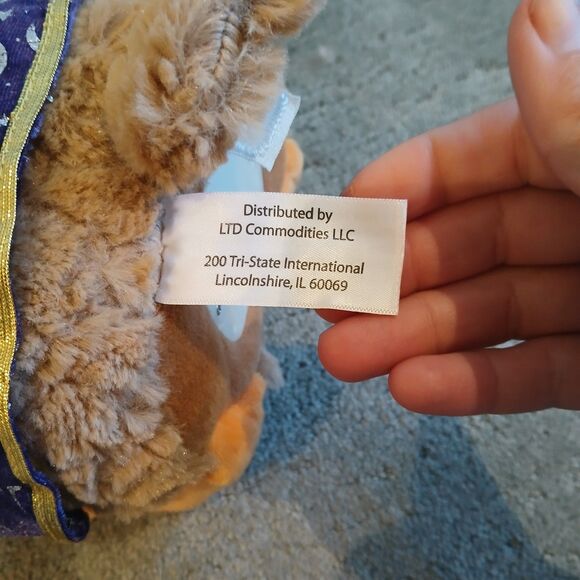 Distributed by
LTD Commodities LLC
200 Tri-State International
Lincolnshire, IL 60069